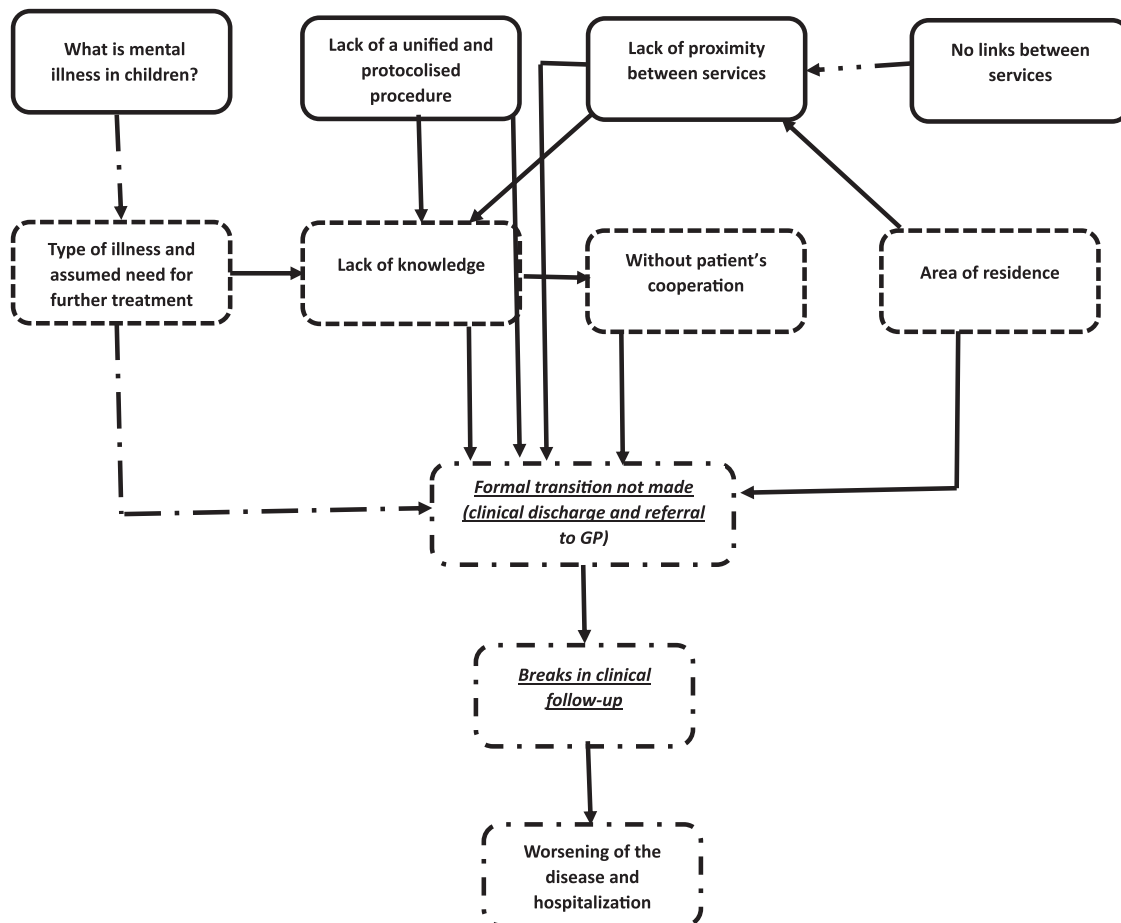 What is mental
illness in children?
Lack of a unified and
protocolised
procedure
Lack of proximity
between services
No links between
services
Type of illness and
assumed need for
further treatment
Lack of knowledge
Without patient’s
cooperation
Area of residence
Formal transition not made
(clinical discharge and referral
to GP)
Breaks in clinical
follow-up
Worsening of the
disease and
hospitalization